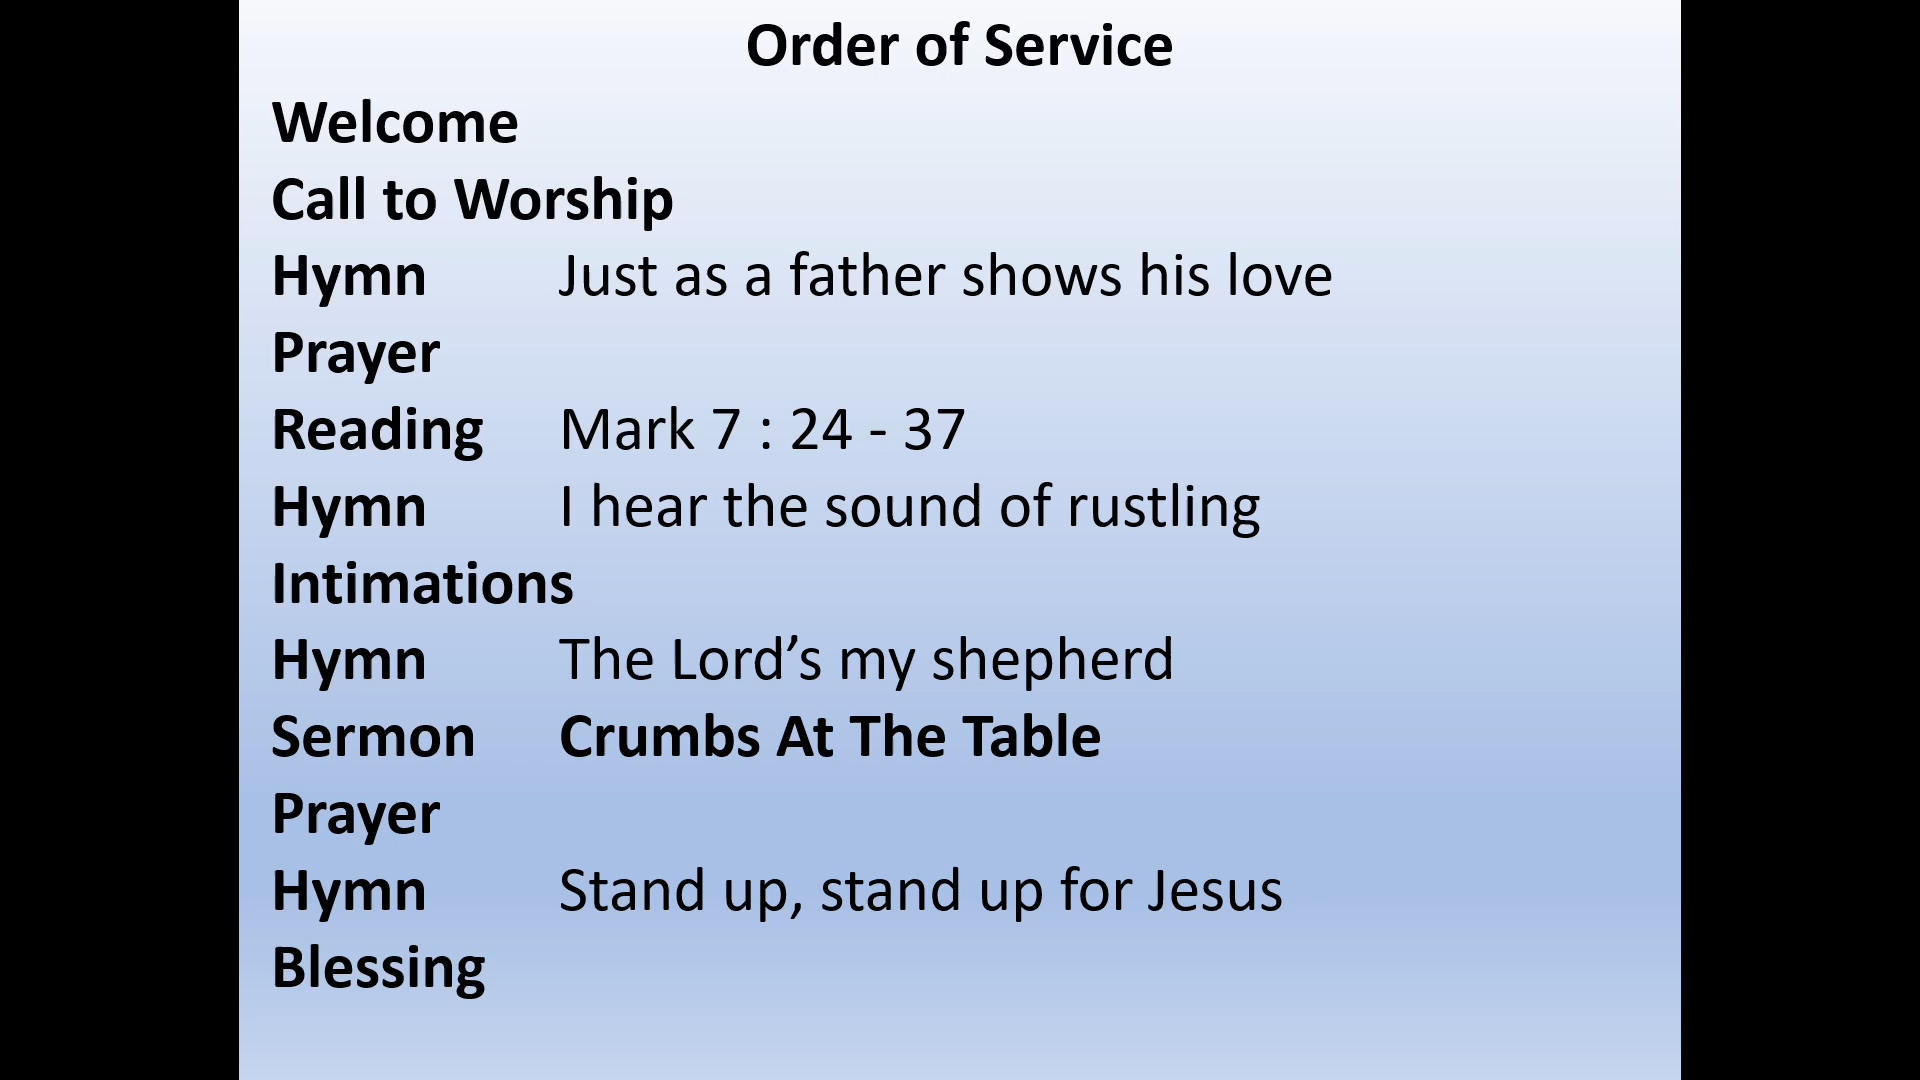 Order of Service
Welcome
Call to Worship
Hymn Just as a father shows his love
Prayer
Reading Mark 7 : 24 - 37
Hymn I hear the sound of rustling
Intimations
Hymn The Lord’s my shepherd
Sermon Crumbs At The Table
Prayer
Hymn Stand up, stand up for Jesus
Blessing